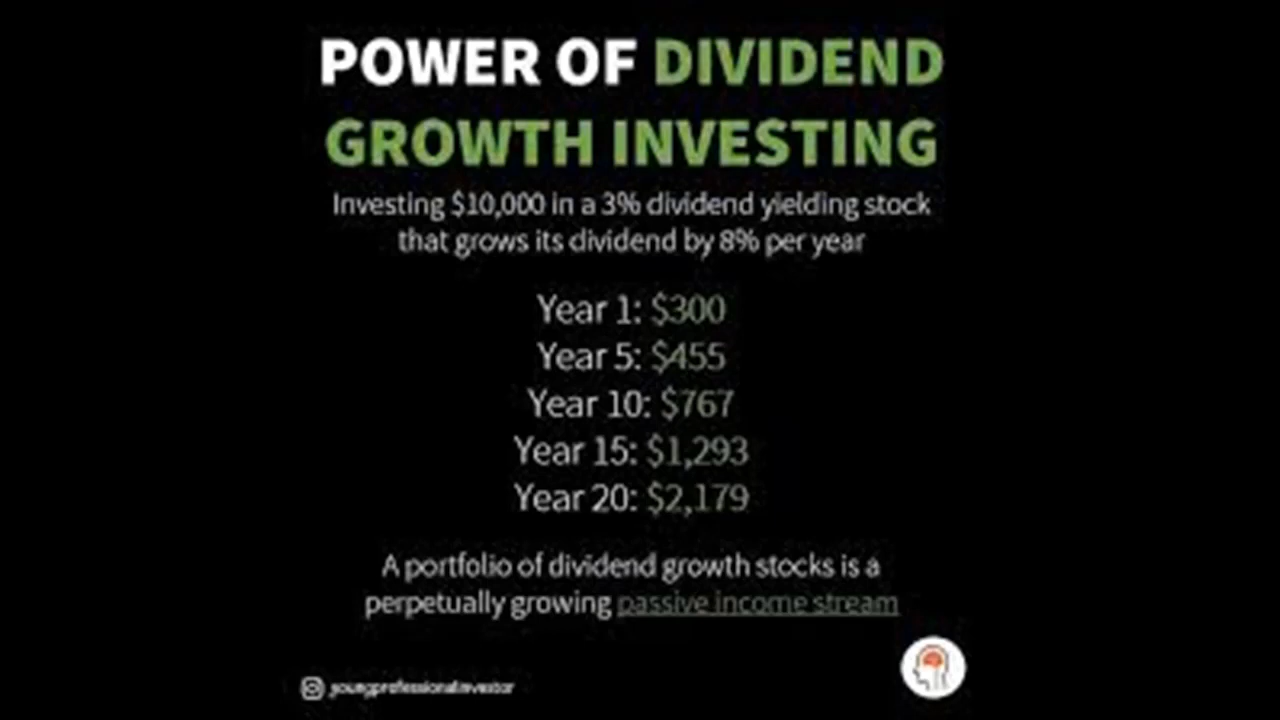 POWER OF DIVIDEND
GROWTH INVESTING
Investing $10,000 in a 3% dividend yielding stock
that grows its dividend by 8% per year
Year 1: $300
Year 5: $455
Year 10: $767
Year 15: $1,293
Year 20: $2,179
A portfolio of dividend growth stocks is a
perpetually growing passive income stream
youngprofessionalinvestor